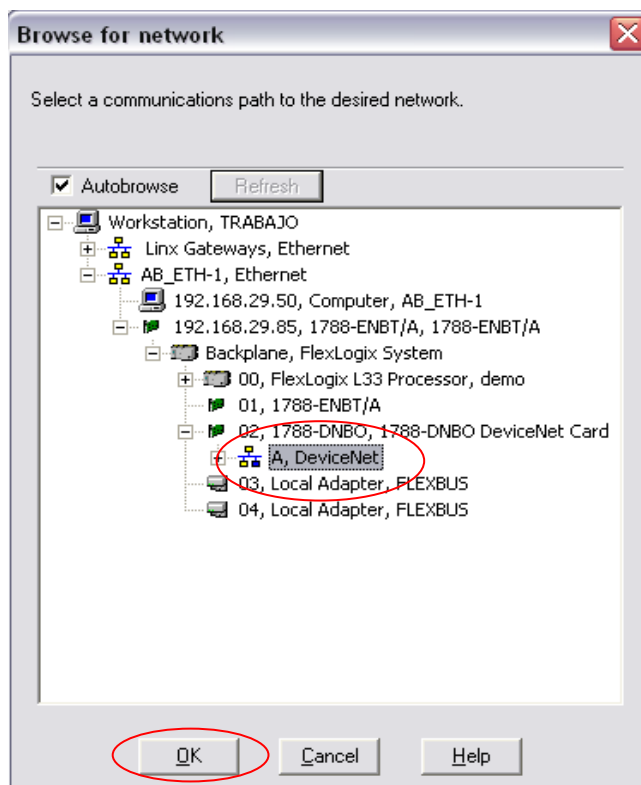 Browse for network
Select a communications path to the desired network.
Autobrowse Refresh
Workstation, TRABAJO
Linx Gateways, Ethernet
AB_ETH-1, Ethernet
192.168.29.50, Computer, AB_ETH-1
192.168.29.85, 1788-ENBT/A, 1788-ENBT/A
Backplane, FlexLogix System
00, FlexLogix L33 Processor, demo
01, 1788-ENBT/A
02, 1788-DNBO, 1788-DNBO DeviceNet Card
A, DeviceNet
03, Local Adapter, FLEXBUS
04, Local Adapter, FLEXBUS
OK Cancel Help